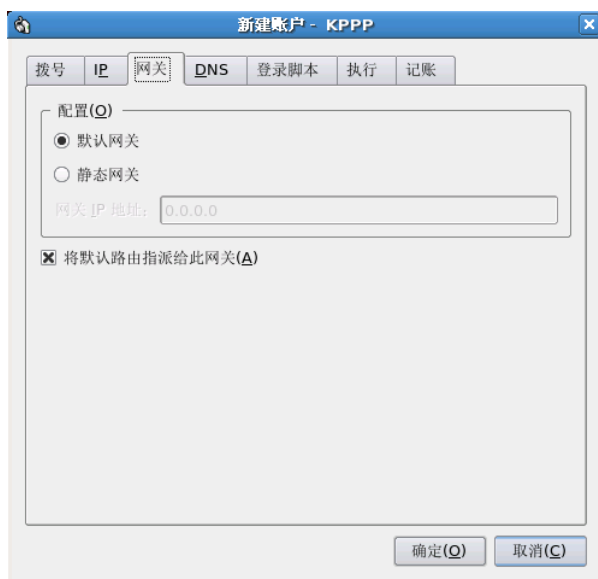 新建账户 - KPPP
拨号 IP 网关 DNS 登录脚本 执行 记账
配置(O)
默认网关
静态网关
网关 IP 地址: 0.0.0.0
将默认路由指派给此网关(A)
确定(O) 取消(C)